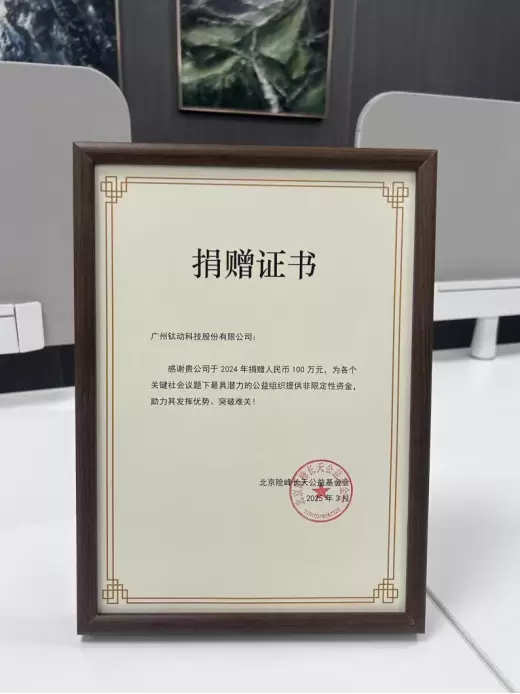 捐赠证书
广州钛动科技股份有限公司：
感谢贵公司于 2024 年捐赠人民币 100 万元，为各个
关键社会议题下最具潜力的公益组织提供非限定性资金，
助力其发挥优势、突破难关！
北京险峰长天公益基金会
2025 年 3 月